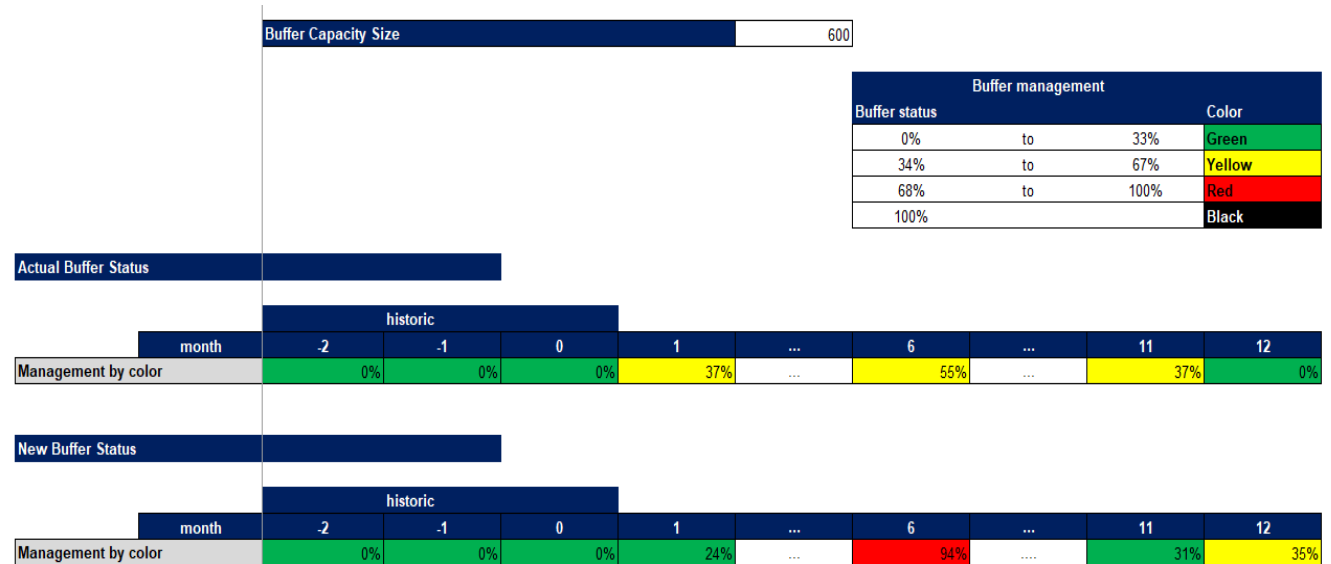 Buffer Capacity Size 600
Buffer management
Buffer status Color
0% to 33% Green
34% to 67% Yellow
68% to 100% Red
100% Black
Actual Buffer Status
historic
month -2 -1 0 1 ... 6 ... 11 12
Management by color 0% 0% 0% 37% ... 55% ... 37% 0%
New Buffer Status
historic
month -2 -1 0 1 ... 6 ... 11 12
Management by color 0% 0% 0% 24% ... 94% .... 31% 35%